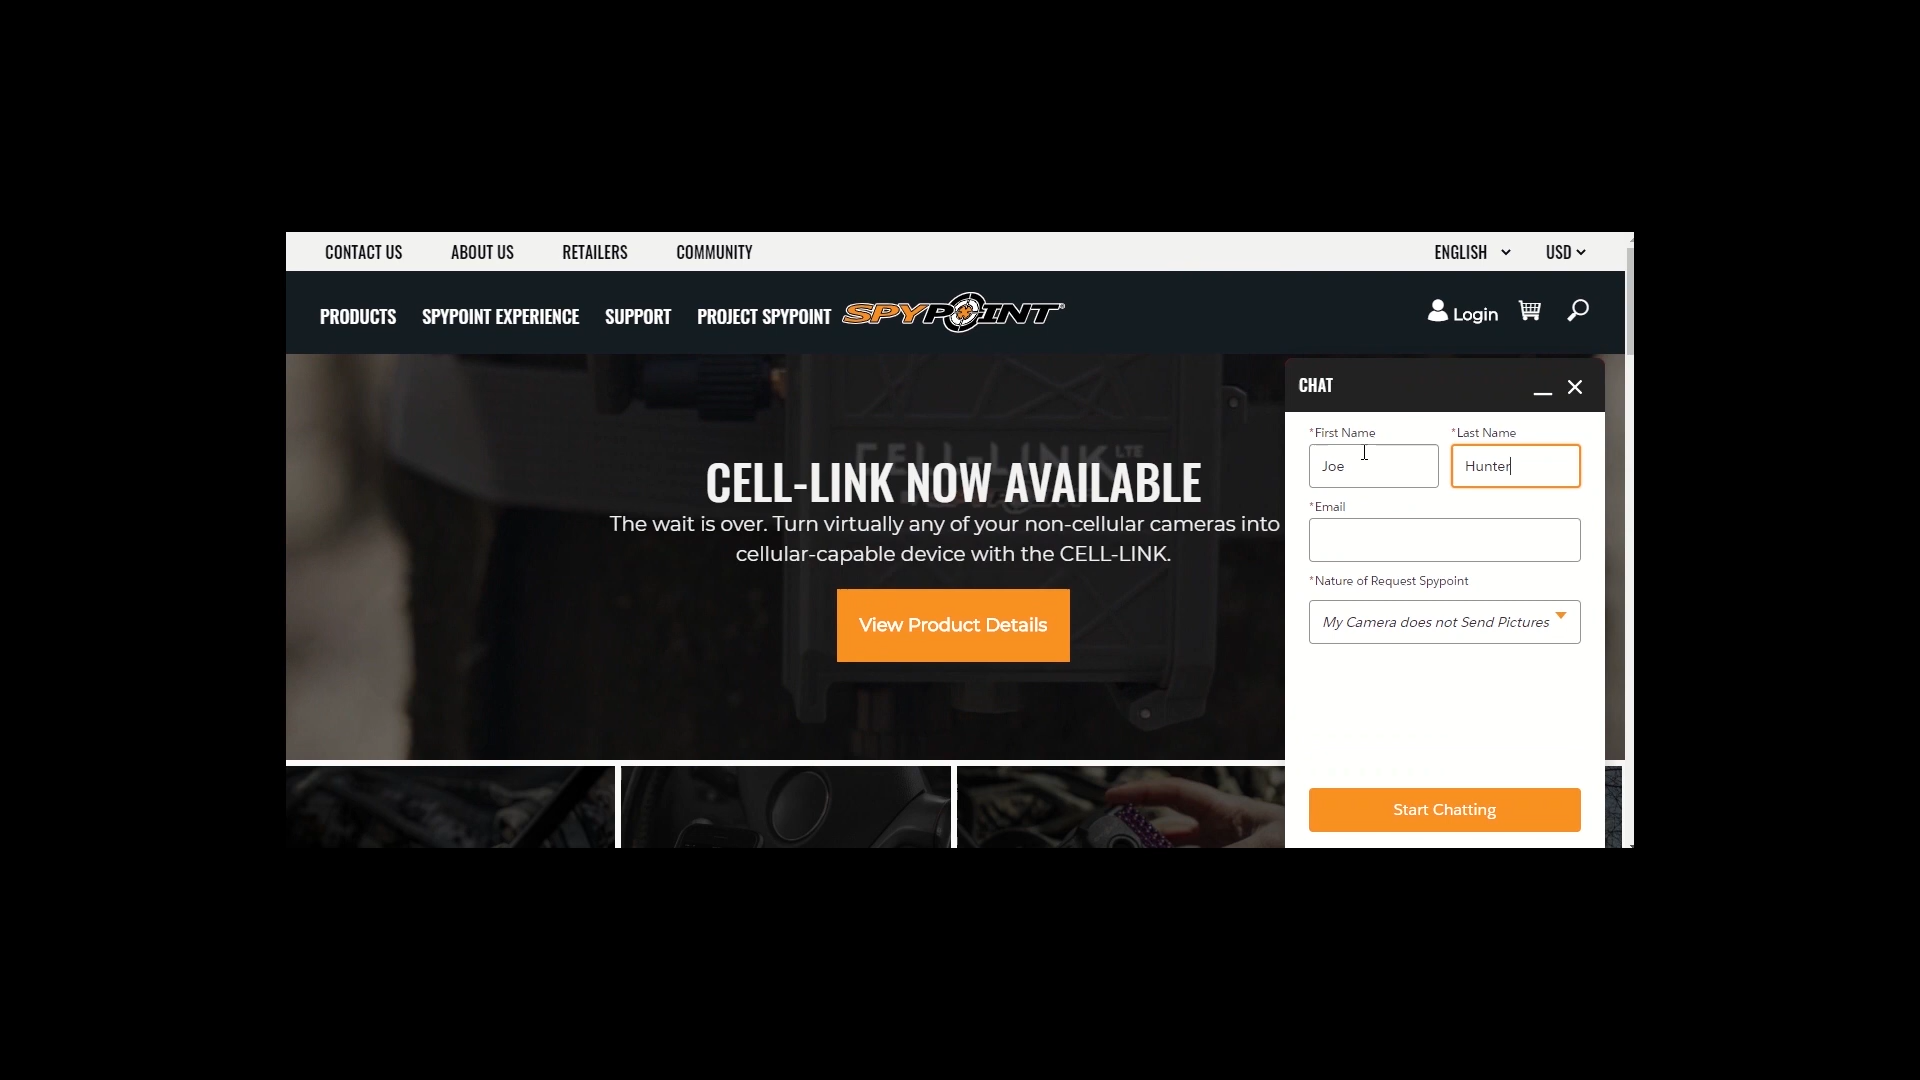 CONTACT US ABOUT US RETAILERS COMMUNITY ENGLISH USD
PRODUCTS SPYPOINT EXPERIENCE SUPPORT PROJECT SPYPOINT SPYPOINT Login
CELL-LINK LTE
CELL-LINK NOW AVAILABLE
The wait is over. Turn virtually any of your non-cellular cameras into
cellular-capable device with the CELL-LINK.
View Product Details
CHAT
*First Name *Last Name
Joe Hunter
*Email
*Nature of Request Spypoint
My Camera does not Send Pictures
Start Chatting